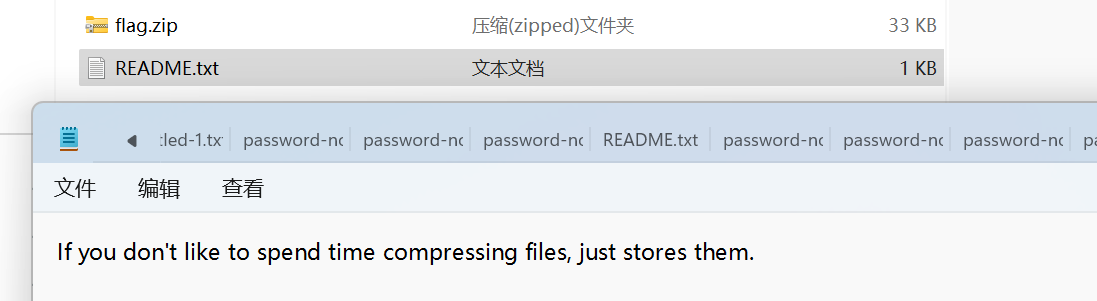 flag.zip 压缩(zipped)文件夹 33 KB
README.txt 文本文档 1 KB
:led-1.tx password-nc password-nc password-nc README.txt password-nc password-nc password-nc pa
文件 编辑 查看
If you don't like to spend time compressing files, just stores them.